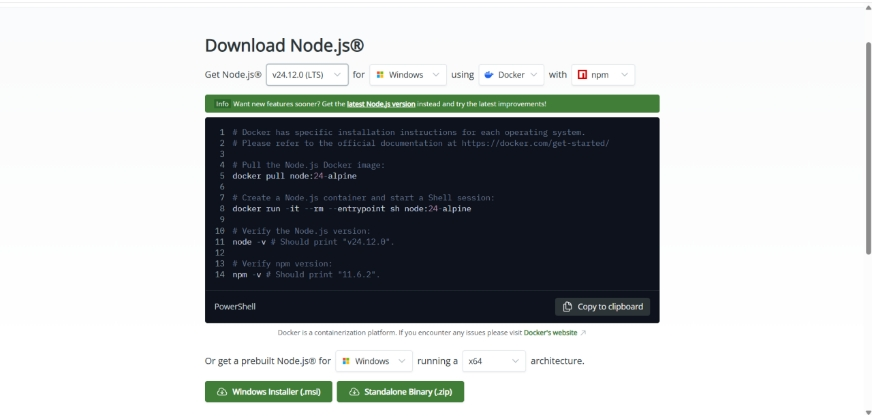 Download Node.js®
Get Node.js® v24.12.0 (LTS) for Windows using Docker with npm
Info Want new features sooner? Get the latest Node.js version instead and try the latest improvements!
1 # Docker has specific installation instructions for each operating system.
2 # Please refer to the official documentation at https://docker.com/get-started/
3
4 # Pull the Node.js Docker image:
5 docker pull node:24-alpine
6
7 # Create a Node.js container and start a Shell session:
8 docker run -it --rm --entrypoint sh node:24-alpine
9
10 # Verify the Node.js version:
11 node -v # Should print "v24.12.0".
12
13 # Verify npm version:
14 npm -v # Should print "11.6.2".
PowerShell Copy to clipboard
Docker is a containerization platform. If you encounter any issues please visit Docker's website
Or get a prebuilt Node.js® for Windows running a x64 architecture.
Windows Installer (.msi) Standalone Binary (.zip)